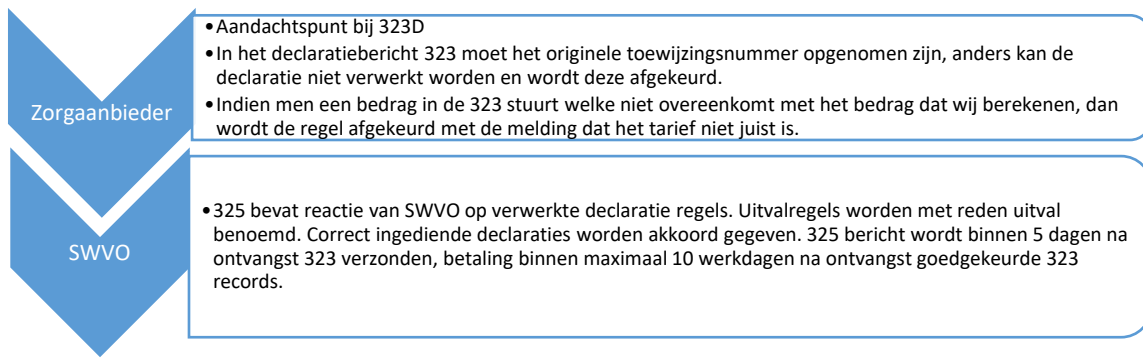 Zorgaanbieder
•Aandachtspunt bij 323D
•In het declaratiebericht 323 moet het originele toewijzingsnummer opgenomen zijn, anders kan de
declaratie niet verwerkt worden en wordt deze afgekeurd.
•Indien men een bedrag in de 323 stuurt welke niet overeenkomt met het bedrag dat wij berekenen, dan
wordt de regel afgekeurd met de melding dat het tarief niet juist is.
SWVO
•325 bevat reactie van SWVO op verwerkte declaratie regels. Uitvalregels worden met reden uitval
benoemd. Correct ingediende declaraties worden akkoord gegeven. 325 bericht wordt binnen 5 dagen na
ontvangst 323 verzonden, betaling binnen maximaal 10 werkdagen na ontvangst goedgekeurde 323
records.